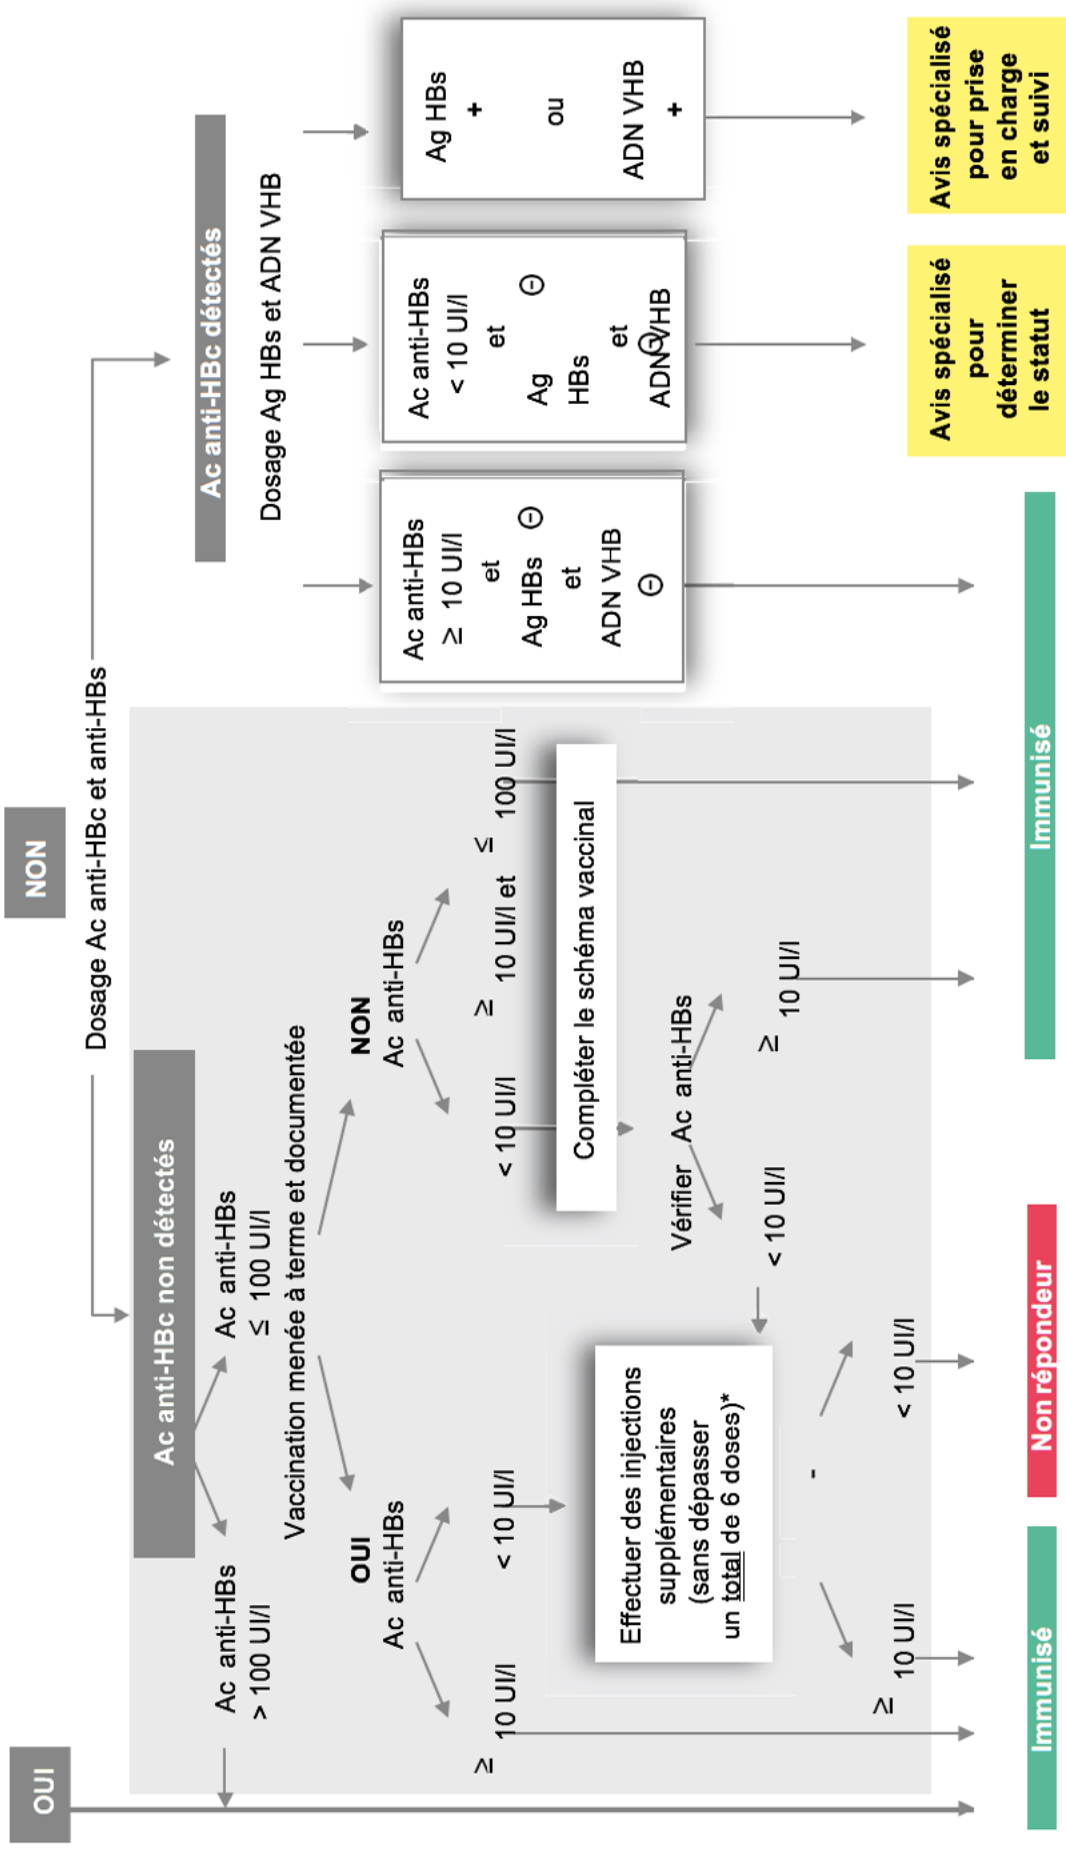 OUI
NON
Dosage Ac anti-HBc et anti-HBs
Ac anti-HBc non détectés
Ac anti-HBc détectés
Ac anti-HBs
> 100 UI/l
Ac anti-HBs
≤ 100 UI/l
Vaccination menée à terme et documentée
OUI
Ac anti-HBs
NON
Ac anti-HBs
≥ 10 UI/l
< 10 UI/l
< 10 UI/l
≥ 10 UI/l et ≤ 100 UI/l
Compléter le schéma vaccinal
Vérifier Ac anti-HBs
< 10 UI/l
≥ 10 UI/l
Effectuer des injections
supplémentaires
(sans dépasser
un total de 6 doses)*
-
≥ 10 UI/l
< 10 UI/l
Dosage Ag HBs et ADN VHB
Ac anti-HBs
≥ 10 UI/l
et
Ag HBs ⊖
et
ADN VHB
⊖
Ac anti-HBs
< 10 UI/l
et
Ag ⊖
HBs
et
ADN VHB ⊖
Ag HBs
+
ou
ADN VHB
+
Immunisé
Non répondeur
Immunisé
Avis spécialisé
pour
déterminer
le statut
Avis spécialisé
pour prise
en charge
et suivi